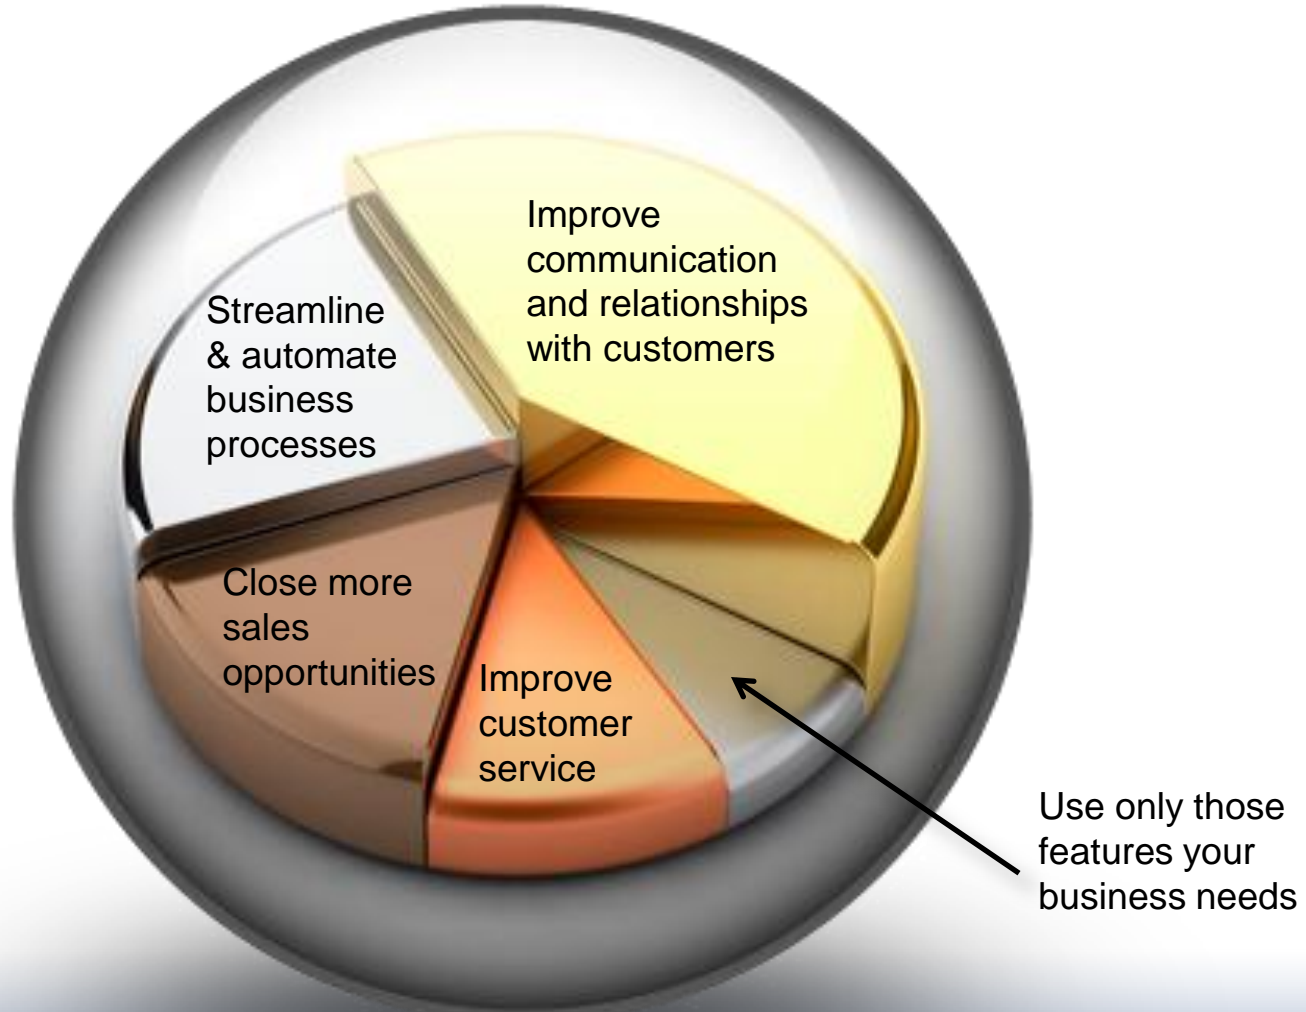 Improve
communication
and relationships
with customers
Streamline
& automate
business
processes
Close more
sales
opportunities
Improve
customer
service
Use only those
features your
business needs